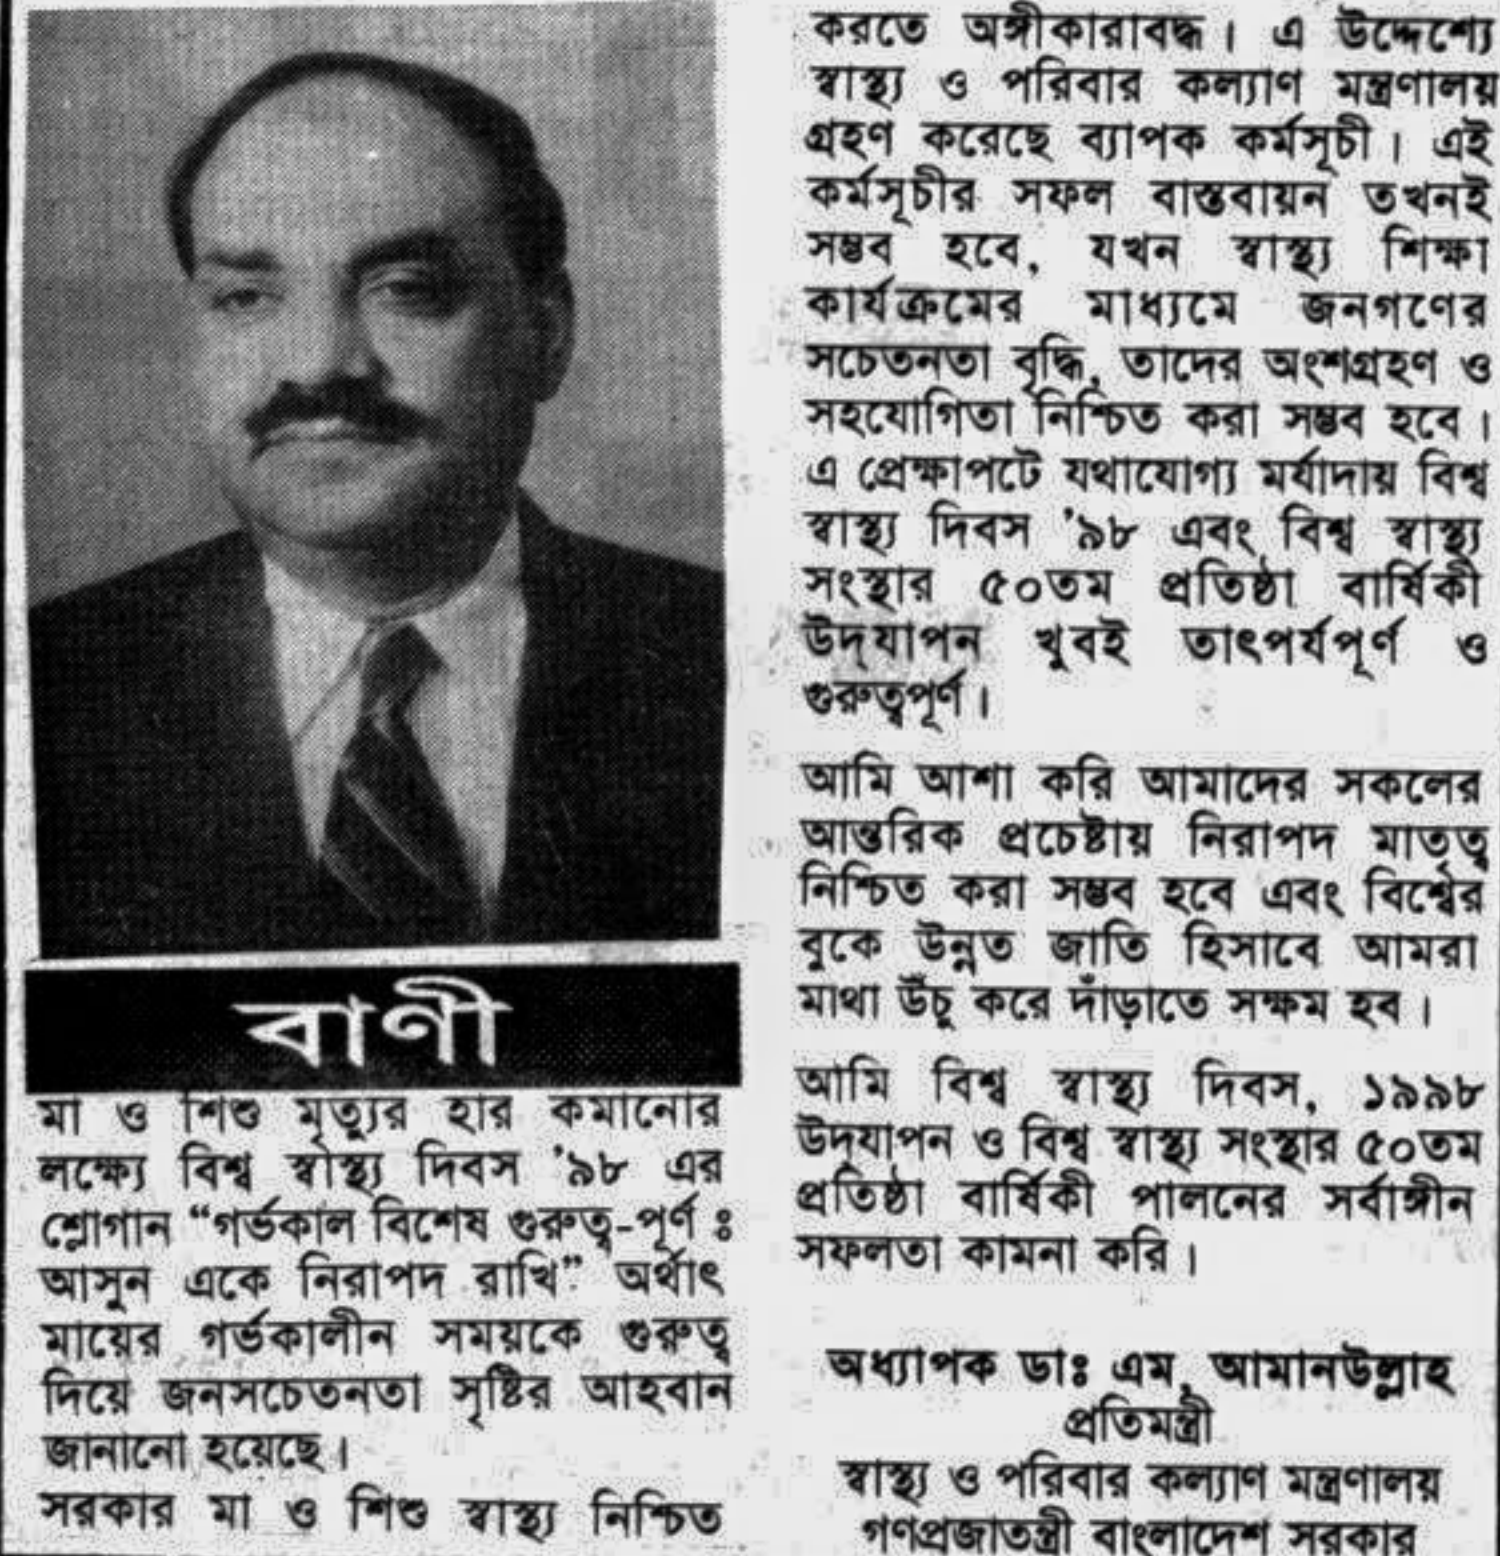 বাণী
মা ও শিশু মৃত্যুর হার কমানোর
লক্ষ্যে বিশ্ব স্বাস্থ্য দিবস '৯৮ এর
শ্লোগান “গর্ভকাল বিশেষ গুরুত্ব-পূর্ণ ঃ
আসুন একে নিরাপদ রাখি” অর্থাৎ
মায়ের গর্ভকালীন সময়কে গুরুত্ব
দিয়ে জনসচেতনতা সৃষ্টির আহবান
জানানো হয়েছে।
সরকার মা ও শিশু স্বাস্থ্য নিশ্চিত
করতে অঙ্গীকারাবদ্ধ। এ উদ্দেশ্যে
স্বাস্থ্য ও পরিবার কল্যাণ মন্ত্রণালয়
গ্রহণ করেছে ব্যাপক কর্মসূচী। এই
কর্মসূচীর সফল বাস্তবায়ন তখনই
সম্ভব হবে, যখন স্বাস্থ্য শিক্ষা
কার্যক্রমের মাধ্যমে জনগণের
সচেতনতা বৃদ্ধি, তাদের অংশগ্রহণ ও
সহযোগিতা নিশ্চিত করা সম্ভব হবে।
এ প্রেক্ষাপটে যথাযোগ্য মর্যাদায় বিশ্ব
স্বাস্থ্য দিবস '৯৮ এবং বিশ্ব স্বাস্থ্য
সংস্থার ৫০তম প্রতিষ্ঠা বার্ষিকী
উদ্‌যাপন খুবই তাৎপর্যপূর্ণ ও
গুরুত্বপূর্ণ।
আমি আশা করি আমাদের সকলের
আন্তরিক প্রচেষ্টায় নিরাপদ মাতৃত্ব
নিশ্চিত করা সম্ভব হবে এবং বিশ্বের
বুকে উন্নত জাতি হিসাবে আমরা
মাথা উঁচু করে দাঁড়াতে সক্ষম হব।
আমি বিশ্ব স্বাস্থ্য দিবস, ১৯৯৮
উদ্‌যাপন ও বিশ্ব স্বাস্থ্য সংস্থার ৫০তম
প্রতিষ্ঠা বার্ষিকী পালনের সর্বাঙ্গীন
সফলতা কামনা করি।
অধ্যাপক ডাঃ এম, আমানউল্লাহ
প্রতিমন্ত্রী
স্বাস্থ্য ও পরিবার কল্যাণ মন্ত্রণালয়
গণপ্রজাতন্ত্রী বাংলাদেশ সরকার